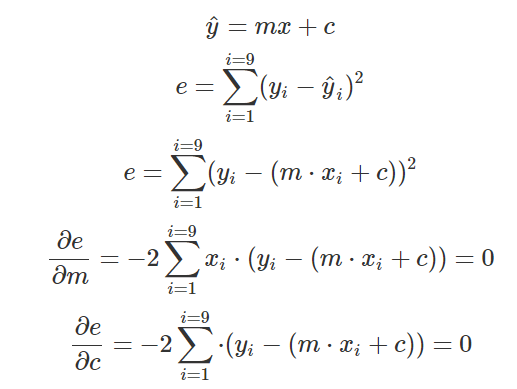 ŷ = mx + c
e = ∑_{i=1}^{i=9} (y_i − ŷ_i)²
e = ∑_{i=1}^{i=9} (y_i − (m · x_i + c))²
∂e/∂m = −2 ∑_{i=1}^{i=9} x_i · (y_i − (m · x_i + c)) = 0
∂e/∂c = −2 ∑_{i=1}^{i=9} ·(y_i − (m · x_i + c)) = 0